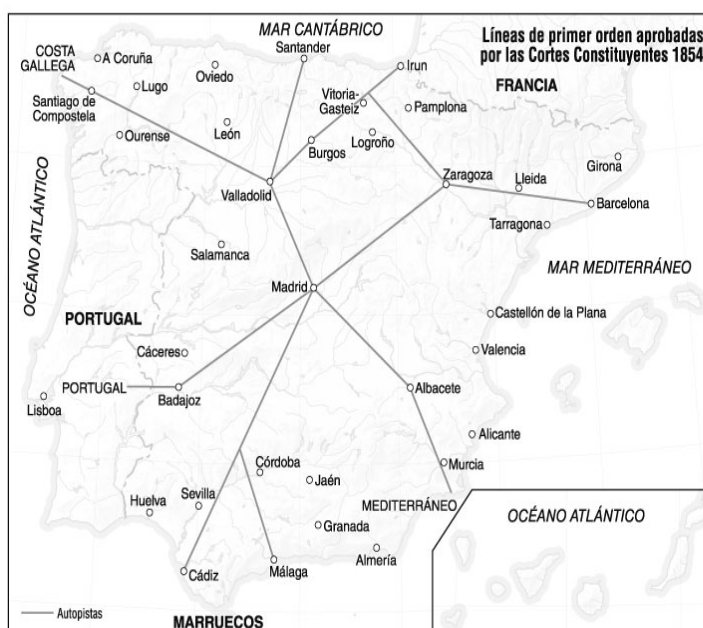 MAR CANTÁBRICO
Líneas de primer orden aprobadas
por las Cortes Constituyentes 1854
COSTA
GALLEGA
A Coruña
Santander
Oviedo
Irun
FRANCIA
Lugo
Santiago de
Compostela
Vitoria-
Gasteiz
Pamplona
Ourense
León
Logroño
Burgos
Girona
Zaragoza
Lleida
Valladolid
Barcelona
Tarragona
Salamanca
OCÉANO ATLÁNTICO
MAR MEDITERRÁNEO
Madrid
PORTUGAL
Castellón de la Plana
Cáceres
Valencia
PORTUGAL
Badajoz
Albacete
Lisboa
Alicante
Córdoba
Murcia
Jaén
Huelva
Sevilla
MEDITERRÁNEO
Granada
OCÉANO ATLÁNTICO
Almería
Cádiz
Málaga
Autopistas
MARRUECOS